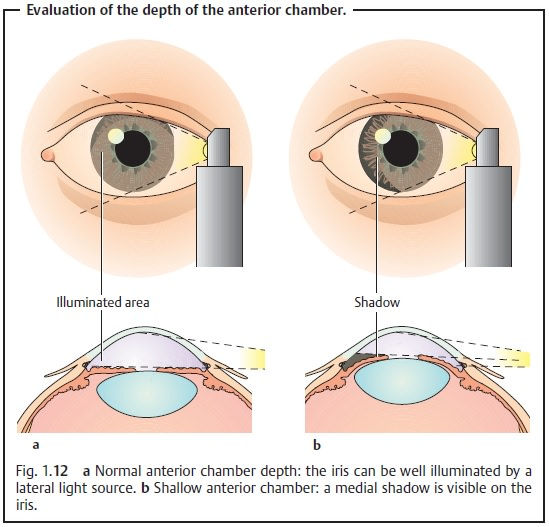 Evaluation of the depth of the anterior chamber.
Illuminated area
Shadow
a
b
Fig. 1.12 a Normal anterior chamber depth: the iris can be well illuminated by a
lateral light source. b Shallow anterior chamber: a medial shadow is visible on the
iris.